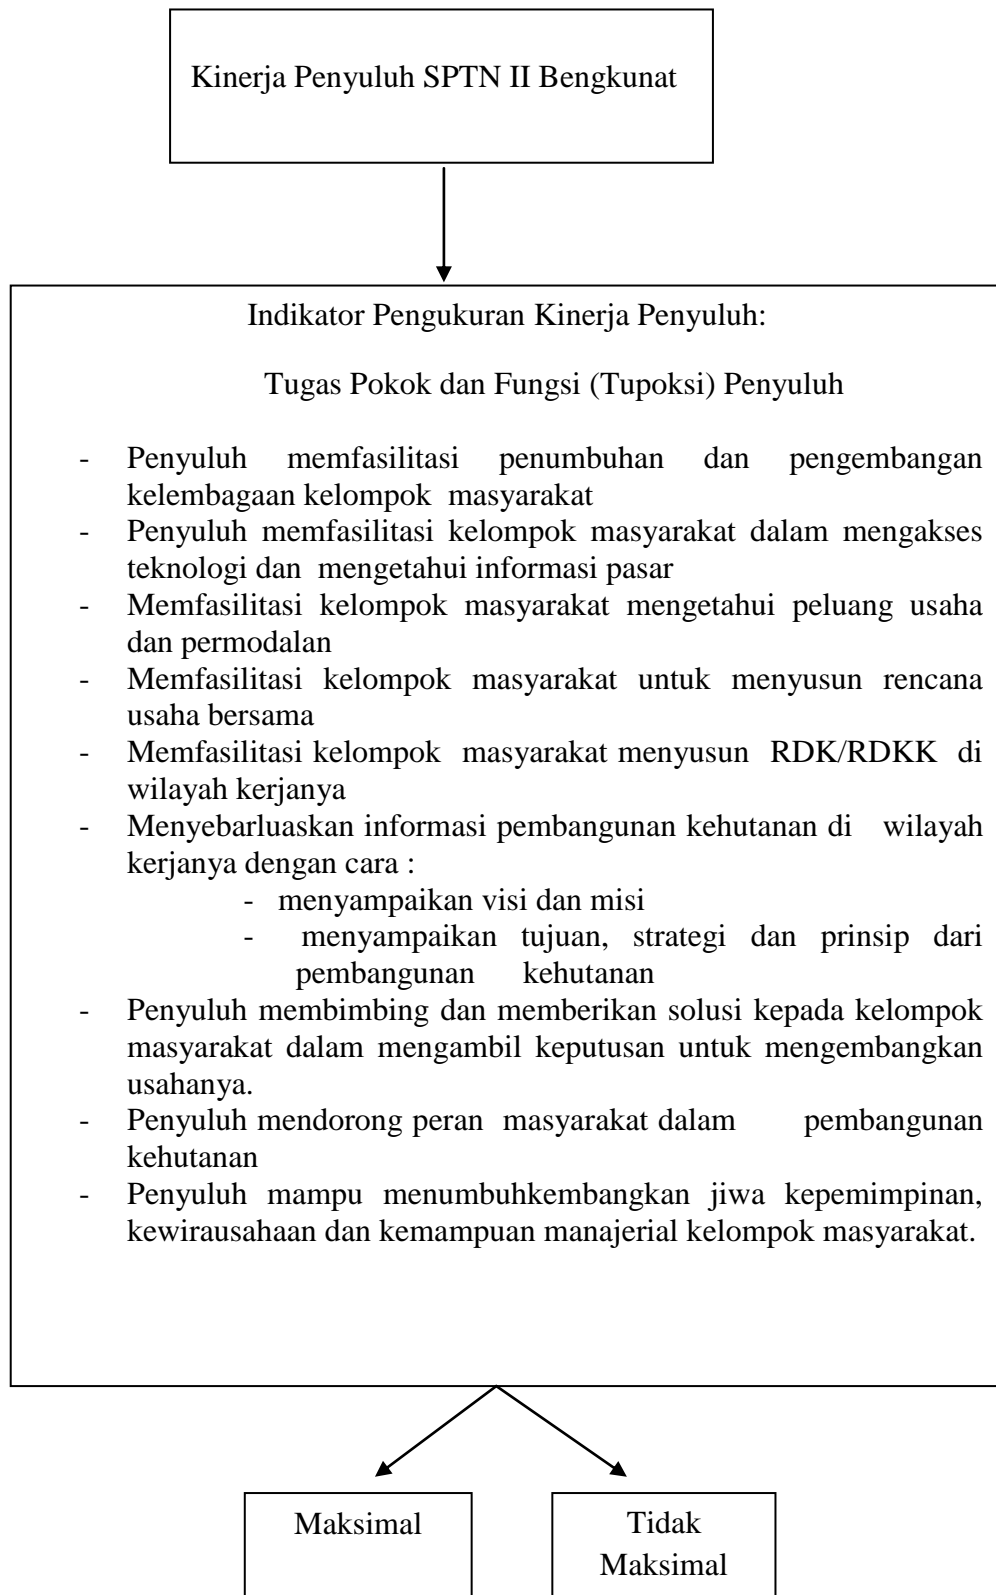 Kinerja Penyuluh SPTN II Bengkunat
Indikator Pengukuran Kinerja Penyuluh:
Tugas Pokok dan Fungsi (Tupoksi) Penyuluh
- Penyuluh memfasilitasi penumbuhan dan pengembangan
kelembagaan kelompok masyarakat
- Penyuluh memfasilitasi kelompok masyarakat dalam mengakses
teknologi dan mengetahui informasi pasar
- Memfasilitasi kelompok masyarakat mengetahui peluang usaha
dan permodalan
- Memfasilitasi kelompok masyarakat untuk menyusun rencana
usaha bersama
- Memfasilitasi kelompok masyarakat menyusun RDK/RDKK di
wilayah kerjanya
- Menyebarluaskan informasi pembangunan kehutanan di wilayah
kerjanya dengan cara :
- menyampaikan visi dan misi
- menyampaikan tujuan, strategi dan prinsip dari
pembangunan kehutanan
- Penyuluh membimbing dan memberikan solusi kepada kelompok
masyarakat dalam mengambil keputusan untuk mengembangkan
usahanya.
- Penyuluh mendorong peran masyarakat dalam pembangunan
kehutanan
- Penyuluh mampu menumbuhkembangkan jiwa kepemimpinan,
kewirausahaan dan kemampuan manajerial kelompok masyarakat.
Maksimal
Tidak
Maksimal